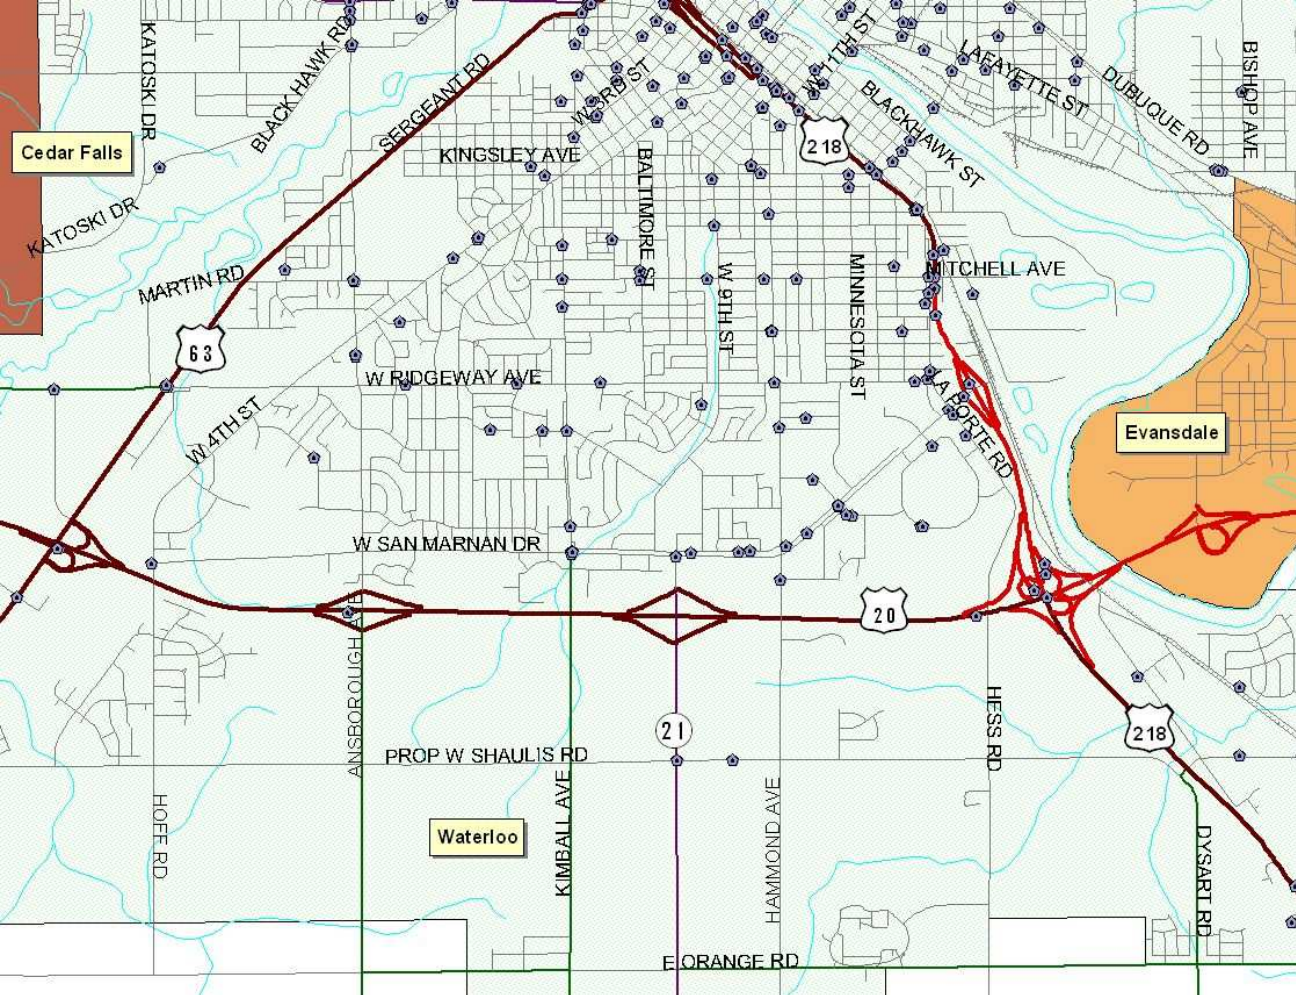 KATOSKI DR
BLACK HAWK RD
SERGEANT RD
W 3RD ST
W 11TH ST
LAFAYETTE ST
DUBUQUE RD
BISHOP AVE
BLACKHAWK ST
Cedar Falls
KINGSLEY AVE
218
BALTIMORE ST
KATOSKI DR
MARTIN RD
W 9TH ST
MINNESOTA ST
MITCHELL AVE
63
W RIDGEWAY AVE
W 4TH ST
LA PORTE RD
Evansdale
W SAN MARNAN DR
20
ANSBOROUGH AVE
21
HESS RD
218
PROP W SHAULIS RD
HOFF RD
Waterloo
KIMBALL AVE
HAMMOND AVE
DYSART RD
E ORANGE RD